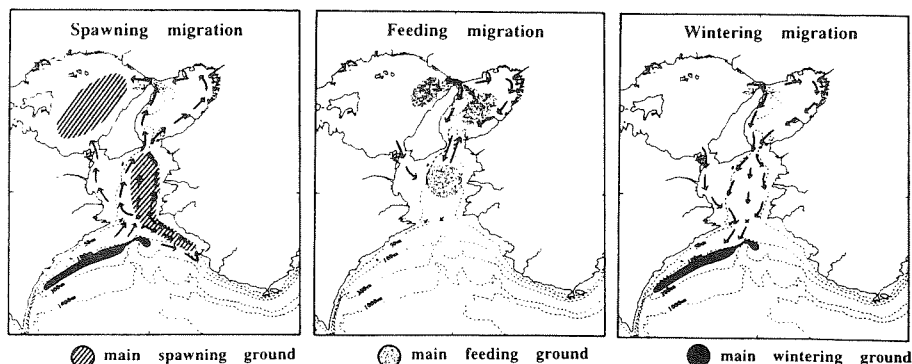 Spawning migration
Feeding migration
Wintering migration
main spawning ground
main feeding ground
main wintering ground